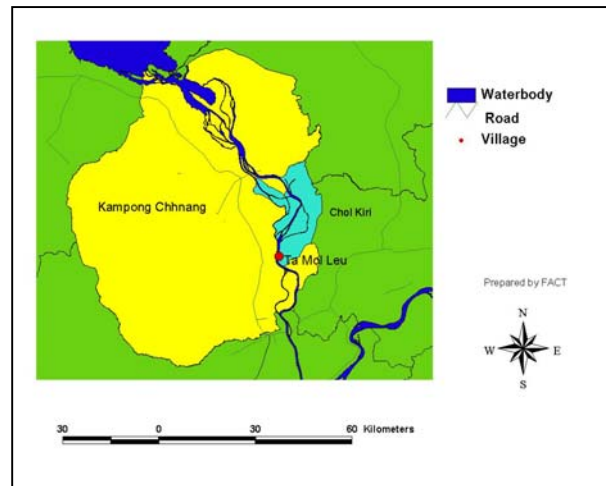 Waterbody
Road
Village
Kampong Chhnang
Chol Kiri
Ta Mol Leu
Prepared by FACT
N
W E
S
30 0 30 60 Kilometers